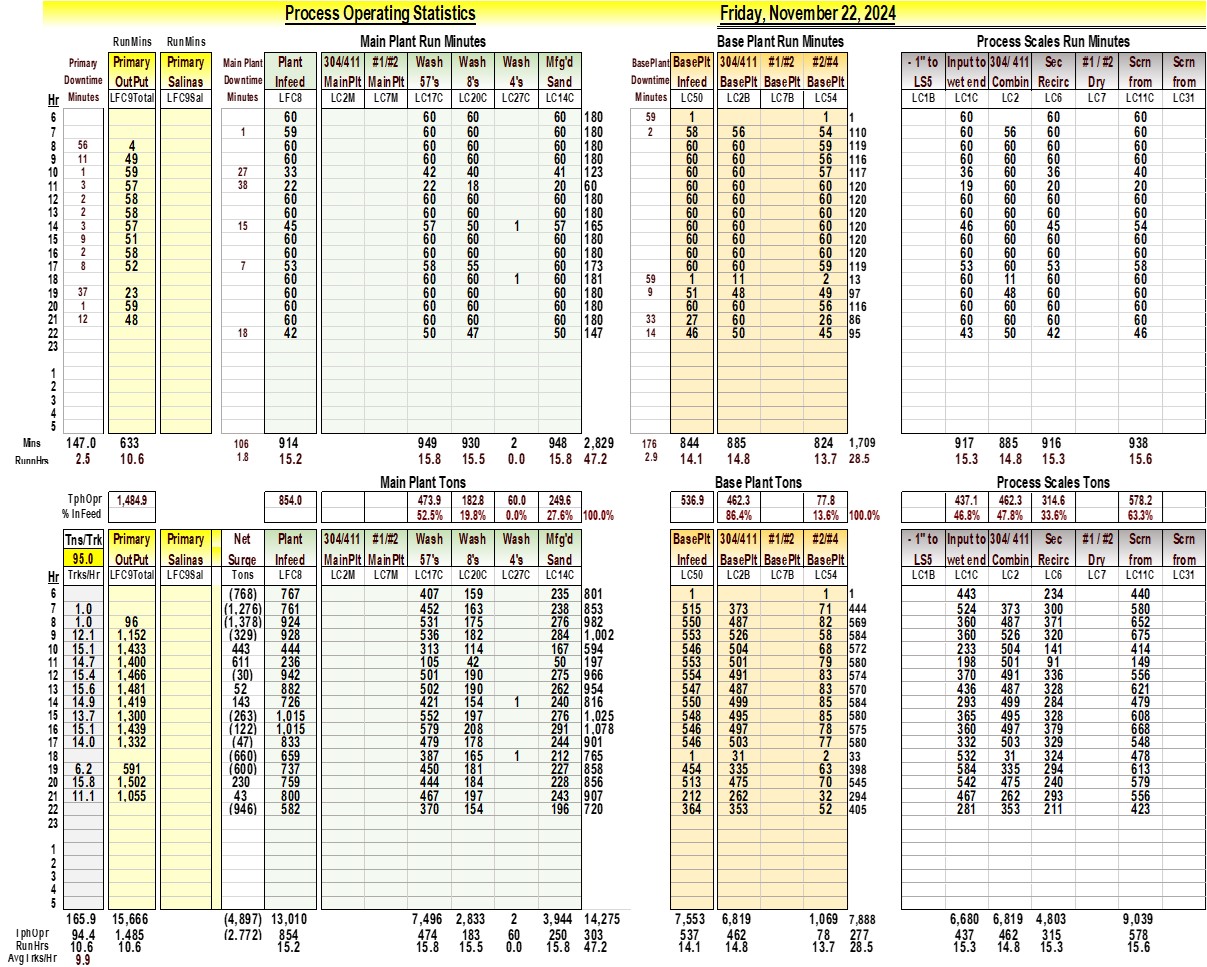 Process Operating Statistics Friday, November 22, 2024
RunMins RunMins Main Plant Run Minutes Base Plant Run Minutes Process Scales Run Minutes
Primary Primary Primary Main Plant Plant 304/411 #1/#2 Wash Wash Wash Mfg'd BasePlant BasePlt 304/411 #1/#2 #2/#4 - 1" to Input to 304/ 411 Sec #1 / #2 Scrn Scrn
Downtime OutPut Salinas Downtime Infeed MainPlt MainPlt 57's 8's 4's Sand Downtime Infeed BasePlt BasePlt BasePlt LS5 wet end Combin Recirc Dry from from
Hr Minutes LFC9Total LFC9Sal Minutes LFC8 LC2M LC7M LC17C LC20C LC27C LC14C Minutes LC50 LC2B LC7B LC54 LC1B LC1C LC2 LC6 LC7 LC11C LC31
6 60 60 60 60 180 59 1 1 1 60 60 60
7 1 59 60 60 60 180 2 58 56 54 110 60 56 60 60
8 56 4 60 60 60 60 180 60 60 59 119 60 60 60 60
9 11 49 60 60 60 60 180 60 60 56 116 60 60 60 60
10 1 59 27 33 42 40 41 123 60 60 57 117 36 60 36 40
11 3 57 38 22 22 18 20 60 60 60 60 120 19 60 20 20
12 2 58 60 60 60 60 180 60 60 60 120 60 60 60 60
13 2 58 60 60 60 60 180 60 60 60 120 60 60 60 60
14 3 57 15 45 57 50 1 57 165 60 60 60 120 46 60 45 54
15 9 51 60 60 60 60 180 60 60 60 120 60 60 60 60
16 2 58 60 60 60 60 180 60 60 60 120 60 60 60 60
17 8 52 7 53 58 55 60 173 60 60 59 119 53 60 53 58
18 60 60 60 1 60 181 59 1 11 2 13 60 11 60 60
19 37 23 60 60 60 60 180 9 51 48 49 97 60 48 60 60
20 1 59 60 60 60 60 180 60 60 56 116 60 60 60 60
21 12 48 60 60 60 60 180 33 27 60 26 86 60 60 60 60
22 18 42 50 47 50 147 14 46 50 45 95 43 50 42 46
23
1
2
3
4
5
Mins 147.0 633 106 914 949 930 2 948 2,829 176 844 885 824 1,709 917 885 916 938
RunnHrs 2.5 10.6 1.8 15.2 15.8 15.5 0.0 15.8 47.2 2.9 14.1 14.8 13.7 28.5 15.3 14.8 15.3 15.6
Main Plant Tons Base Plant Tons Process Scales Tons
TphOpr 1,484.9 854.0 473.9 182.8 60.0 249.6 536.9 462.3 77.8 437.1 462.3 314.6 578.2
% InFeed 52.5% 19.8% 0.0% 27.6% 100.0% 86.4% 13.6% 100.0% 46.8% 47.8% 33.6% 63.3%
Tns/Trk Primary Primary Net Plant 304/411 #1/#2 Wash Wash Wash Mfg'd BasePlt 304/411 #1/#2 #2/#4 - 1" to Input to 304/ 411 Sec #1 / #2 Scrn Scrn
95.0 OutPut Salinas Surge Infeed MainPlt MainPlt 57's 8's 4's Sand Infeed BasePlt BasePlt BasePlt LS5 wet end Combin Recirc Dry from from
Hr Trks/Hr LFC9Total LFC9Sal Tons LFC8 LC2M LC7M LC17C LC20C LC27C LC14C LC50 LC2B LC7B LC54 LC1B LC1C LC2 LC6 LC7 LC11C LC31
6 (768) 767 407 159 235 801 1 1 1 443 234 440
7 1.0 (1,276) 761 452 163 238 853 515 373 71 444 524 373 300 580
8 1.0 96 (1,378) 924 531 175 276 982 550 487 82 569 360 487 371 652
9 12.1 1,152 (329) 928 536 182 284 1,002 553 526 58 584 360 526 320 675
10 15.1 1,433 443 444 313 114 167 594 546 504 68 572 233 504 141 414
11 14.7 1,400 611 236 105 42 50 197 553 501 79 580 198 501 91 149
12 15.4 1,466 (30) 942 501 190 275 966 554 491 83 574 370 491 336 556
13 15.6 1,481 52 882 502 190 262 954 547 487 83 570 436 487 328 621
14 14.9 1,419 143 726 421 154 1 240 816 550 499 85 584 293 499 284 479
15 13.7 1,300 (263) 1,015 552 197 276 1,025 548 495 85 580 365 495 328 608
16 15.1 1,439 (122) 1,015 579 208 291 1,078 546 497 78 575 360 497 379 668
17 14.0 1,332 (47) 833 479 178 244 901 546 503 77 580 332 503 329 548
18 (660) 659 387 165 1 212 765 1 31 2 33 532 31 324 478
19 6.2 591 (600) 737 450 181 227 858 454 335 63 398 584 335 294 613
20 15.8 1,502 230 759 444 184 228 856 513 475 70 545 542 475 240 579
21 11.1 1,055 43 800 467 197 243 907 212 262 32 294 467 262 293 556
22 (946) 582 370 154 196 720 364 353 52 405 281 353 211 423
23
1
2
3
4
5
165.9 15,666 (4,897) 13,010 7,496 2,833 2 3,944 14,275 7,553 6,819 1,069 7,888 6,680 6,819 4,803 9,039
TphOpr 94.4 1,485 (2,772) 854 474 183 60 250 303 537 462 78 277 437 462 315 578
RunHrs 10.6 10.6 15.2 15.8 15.5 0.0 15.8 47.2 14.1 14.8 13.7 28.5 15.3 14.8 15.3 15.6
AvgTrks/Hr 9.9